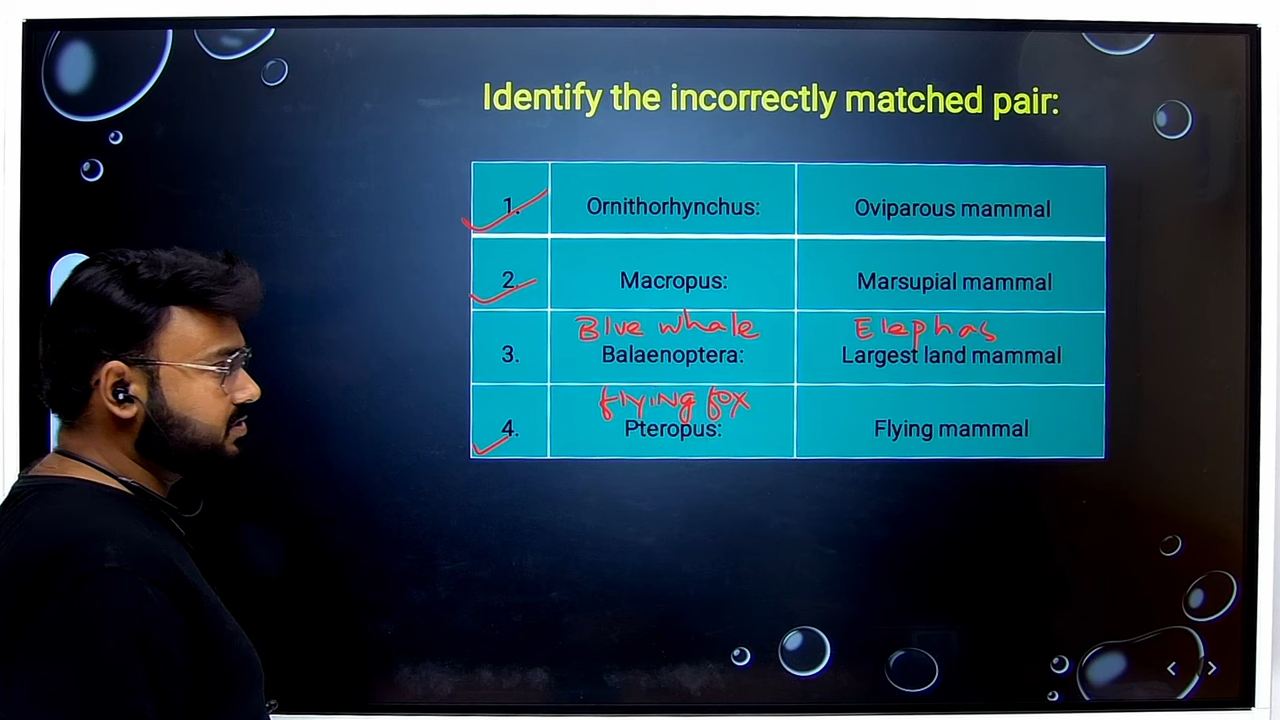 Identify the incorrectly matched pair:
1. Ornithorhynchus: Oviparous mammal
2. Macropus: Marsupial mammal
Blue whale Elephas
3. Balaenoptera: Largest land mammal
flying fox
4. Pteropus: Flying mammal